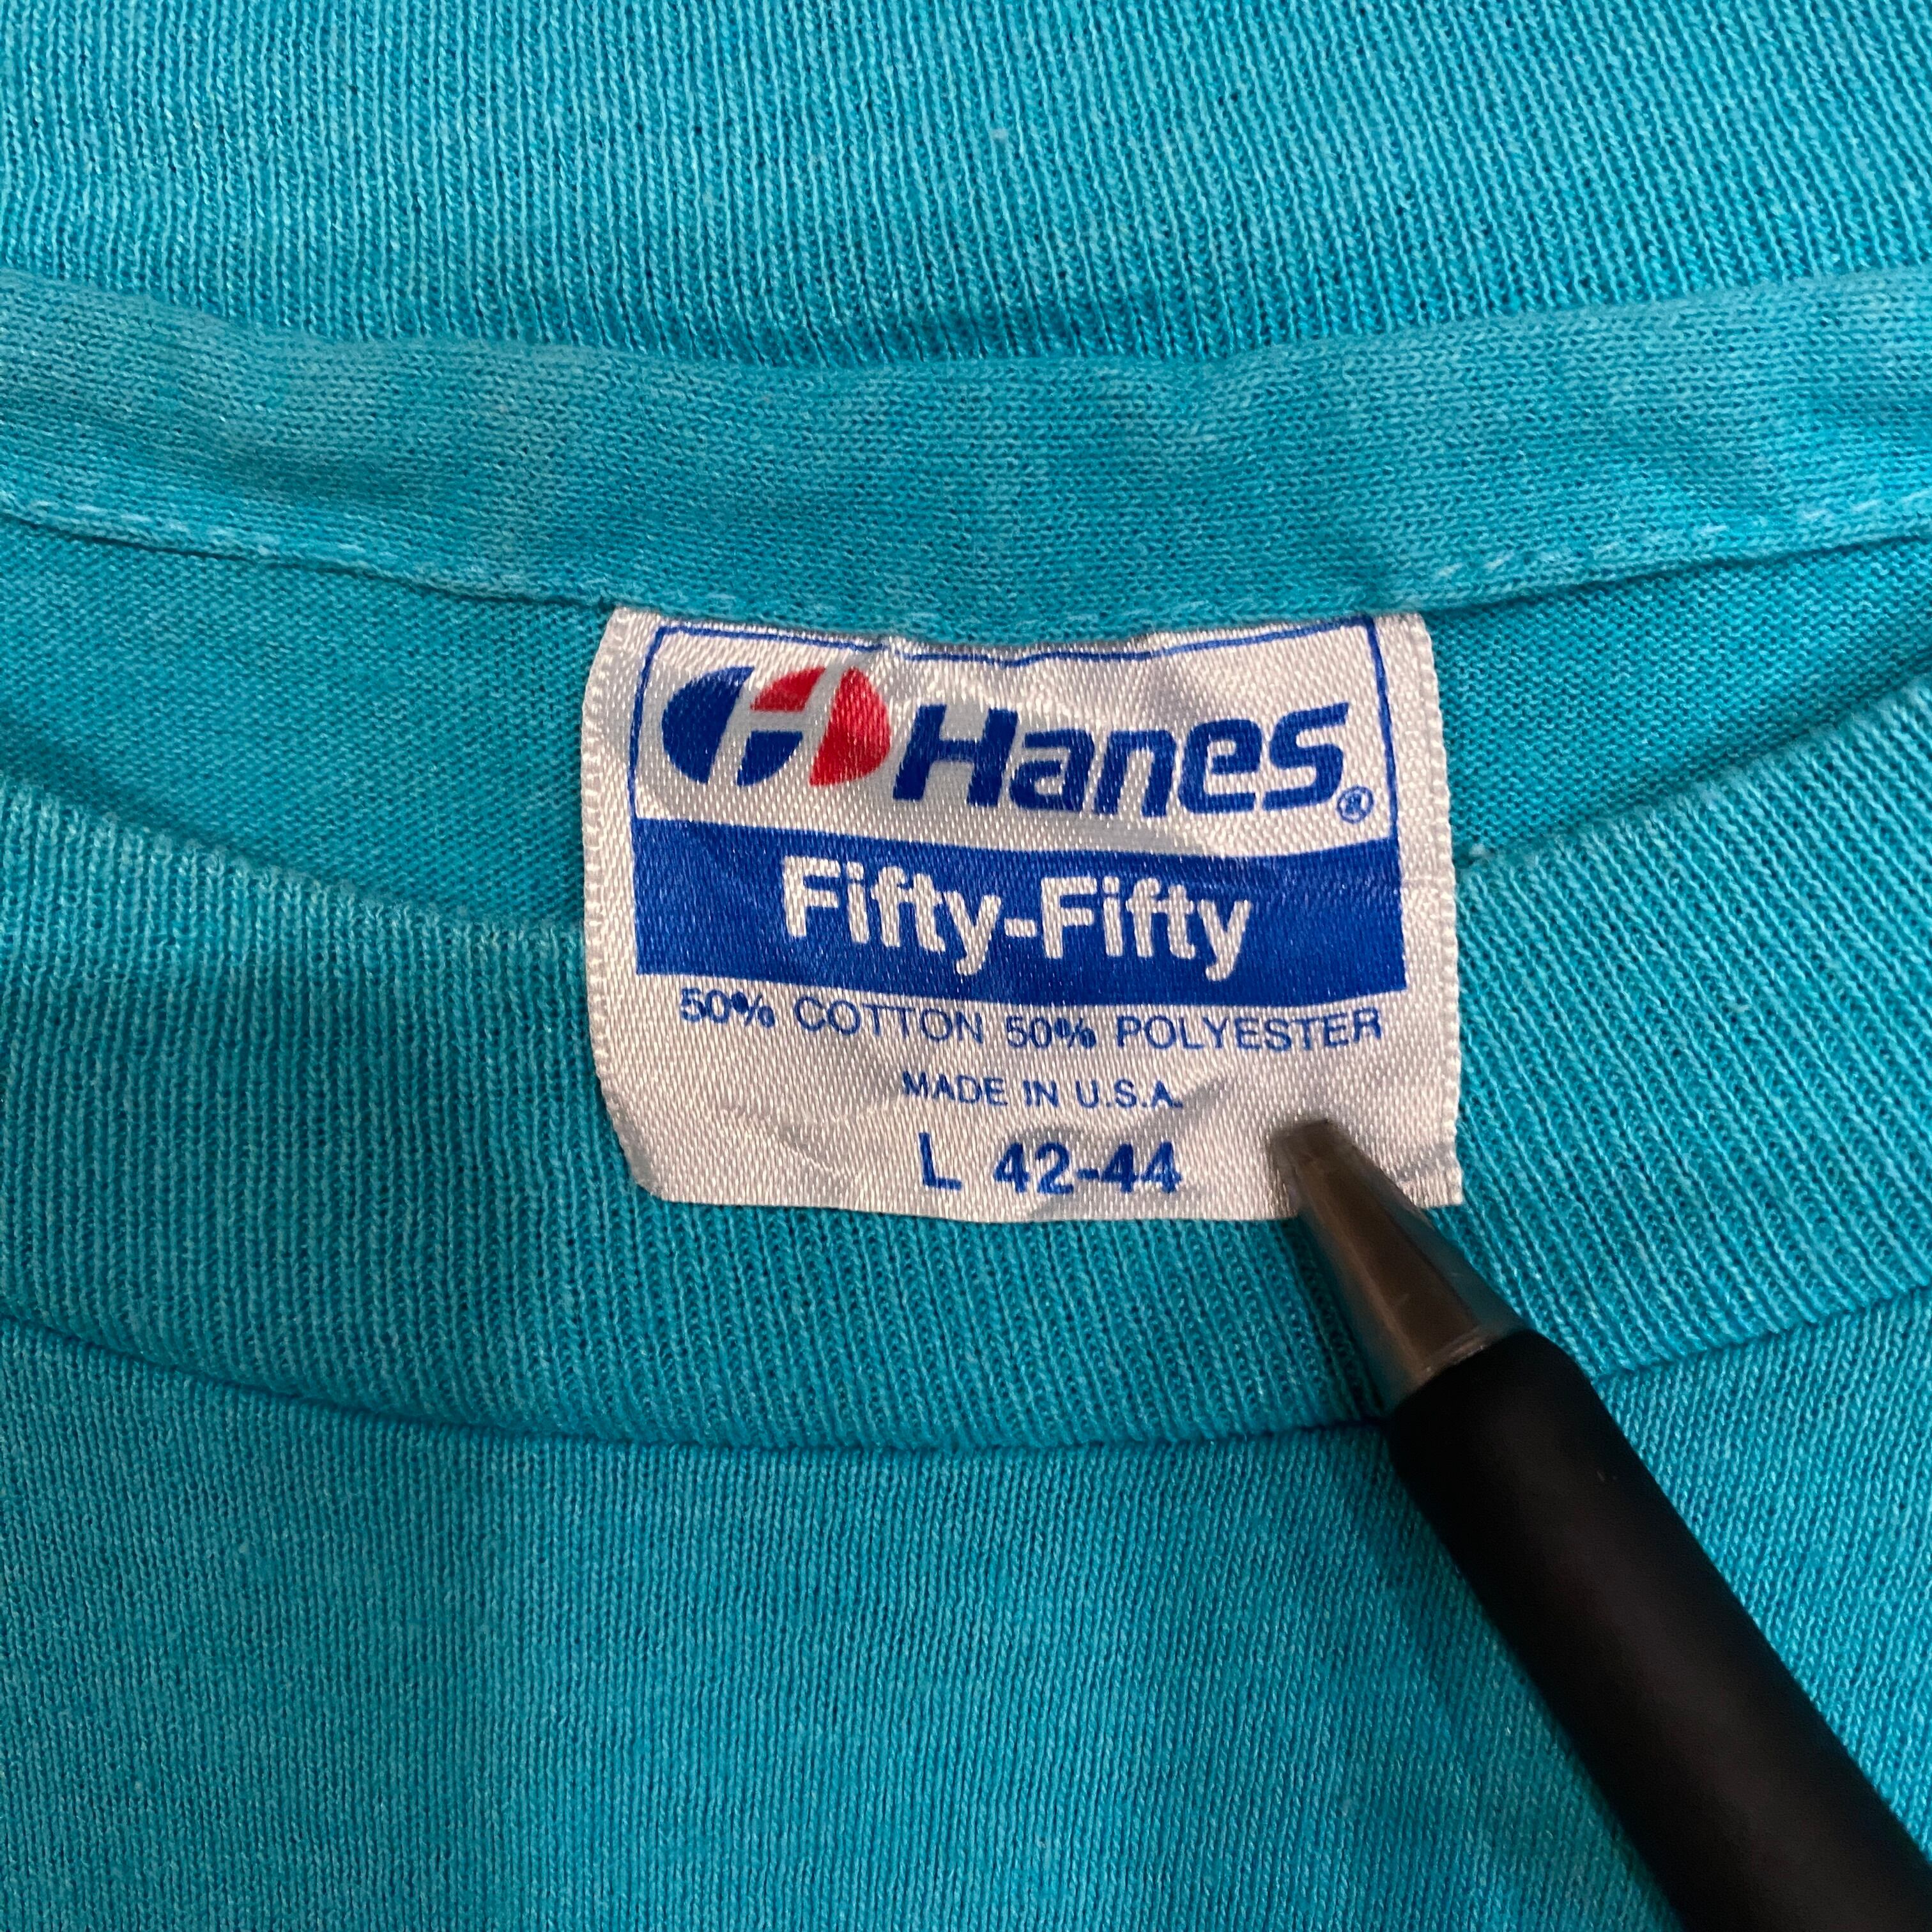 Hanes®
Fifty-Fifty
50% COTTON 50% POLYESTER
MADE IN U.S.A.
L 42-44